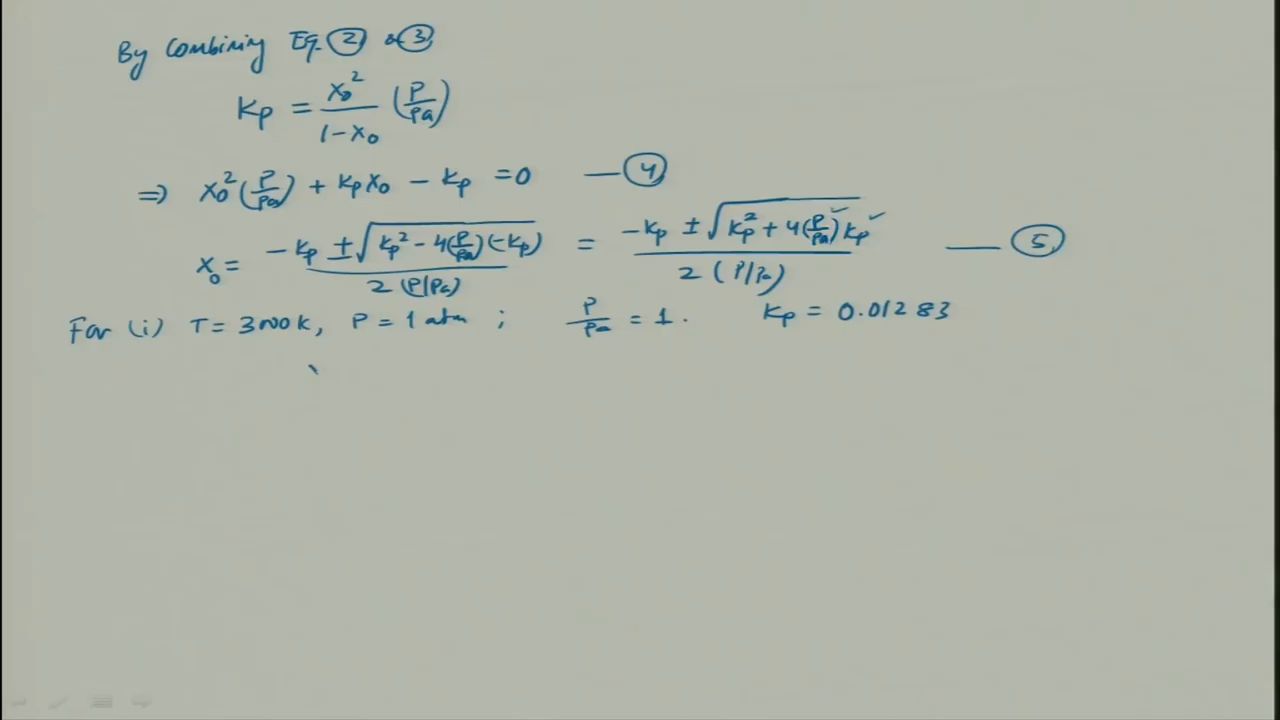 By Combining Eq. ② & ③
Kp = X₀² / (1 - X₀) (P/Pa)
⇒ X₀² (P/Pa) + Kp X₀ - Kp = 0 — ④
X₀ = (-Kp ± √(Kp² - 4(P/Pa)(-Kp))) / (2 (P/Pa)) = (-Kp ± √(Kp² + 4(P/Pa)✓ Kp✓)) / (2 (P/Pa)) — ⑤
For (i) T = 3000K, P = 1 atm ; P/Pa = 1. Kp = 0.01283